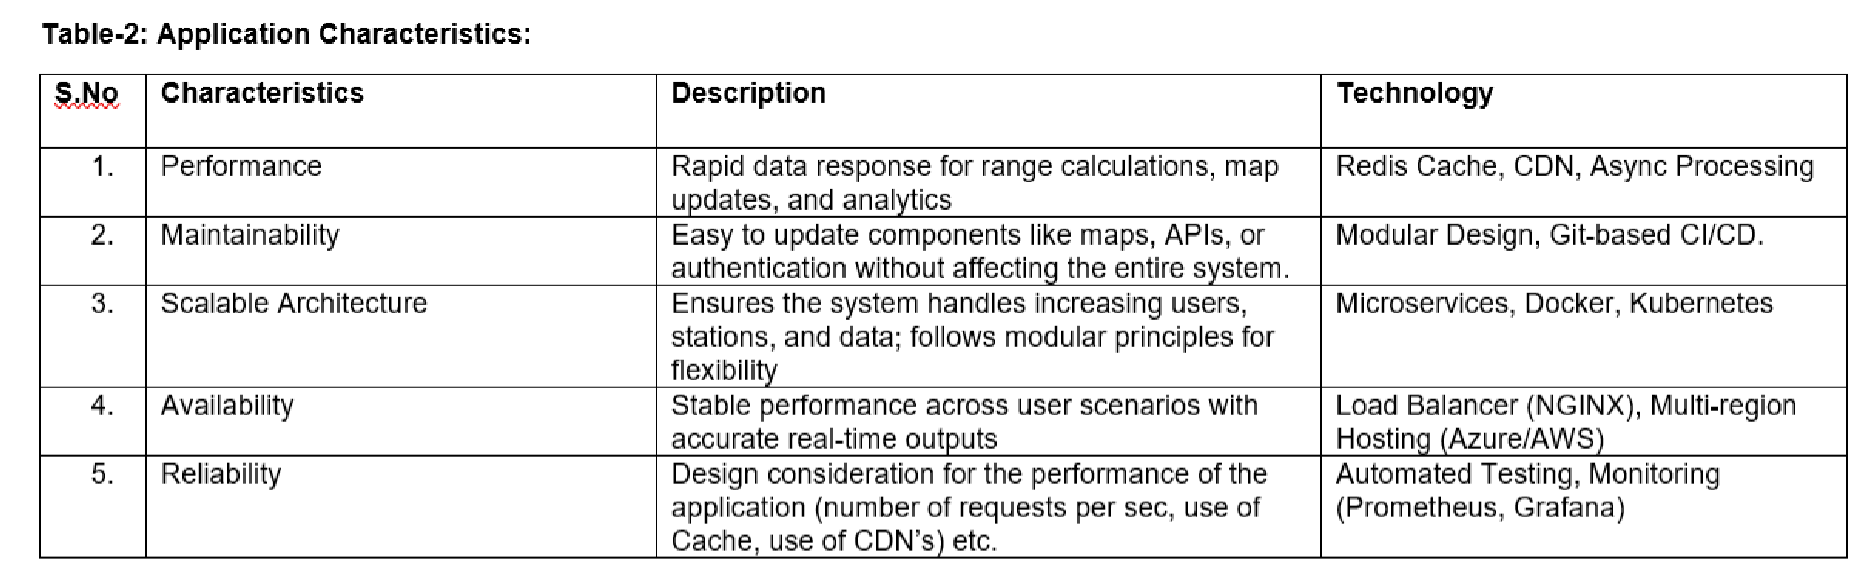 Table-2: Application Characteristics:
S.No Characteristics Description Technology
1. Performance Rapid data response for range calculations, map Redis Cache, CDN, Async Processing
updates, and analytics
2. Maintainability Easy to update components like maps, APIs, or Modular Design, Git-based CI/CD.
authentication without affecting the entire system.
3. Scalable Architecture Ensures the system handles increasing users, Microservices, Docker, Kubernetes
stations, and data; follows modular principles for
flexibility
4. Availability Stable performance across user scenarios with Load Balancer (NGINX), Multi-region
accurate real-time outputs Hosting (Azure/AWS)
5. Reliability Design consideration for the performance of the Automated Testing, Monitoring
application (number of requests per sec, use of (Prometheus, Grafana)
Cache, use of CDN’s) etc.